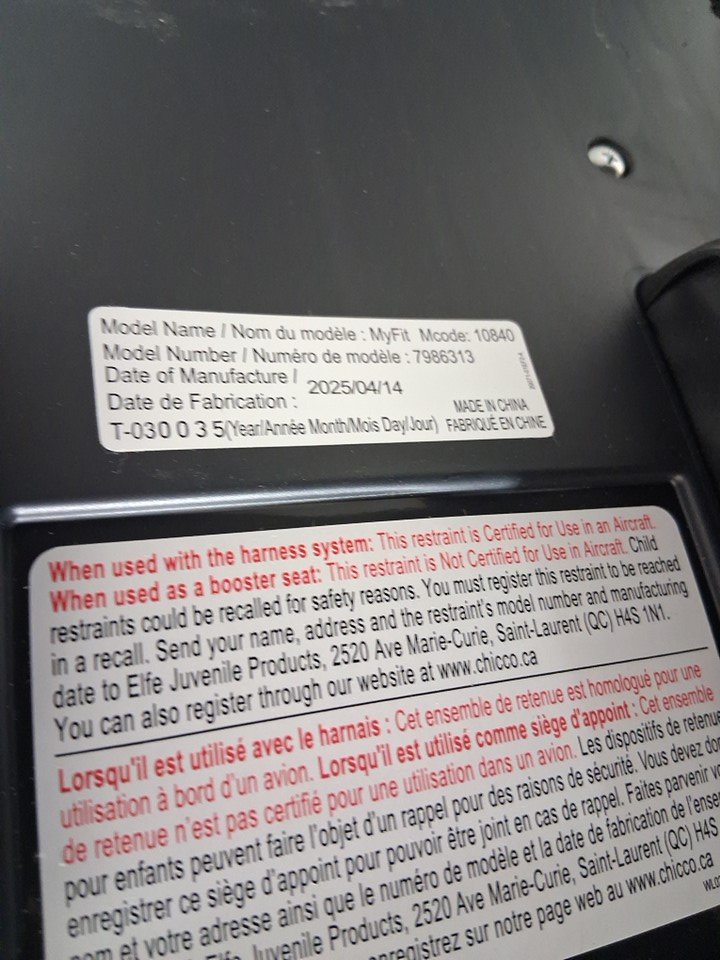 Model Name / Nom du modèle : MyFit Mcode: 10840
Model Number / Numéro de modèle : 7986313
Date of Manufacture /
2025/04/14
Date de Fabrication :
MADE IN CHINA
T-030 0 3 5(Year/Année Month/Mois Day/Jour) FABRIQUÉ EN CHINE
When used with the harness system: This restraint is Certified for Use in an Aircraft.
When used as a booster seat: This restraint is Not Certified for Use in Aircraft. Child
restraints could be recalled for safety reasons. You must register this restraint to be reached
in a recall. Send your name, address and the restraint's model number and manufacturing
date to Elfe Juvenile Products, 2520 Ave Marie-Curie, Saint-Laurent (QC) H4S 1N1.
You can also register through our website at www.chicco.ca
Lorsqu'il est utilisé avec le harnais : Cet ensemble de retenue est homologué pour une
utilisation à bord d'un avion. Lorsqu'il est utilisé comme siège d'appoint : Cet ensemble
de retenue n'est pas certifié pour une utilisation dans un avion. Les dispositifs de retenue
pour enfants peuvent faire l'objet d'un rappel pour des raisons de sécurité. Vous devez
enregistrer ce siège d'appoint pour pouvoir être joint en cas de rappel. Faites parvenir
nom et votre adresse ainsi que le numéro de modèle et la date de fabrication de
Elfe Juvenile Products, 2520 Ave Marie-Curie, Saint-Laurent (QC) H4S
enregistrez sur notre page web au www.chicco.ca